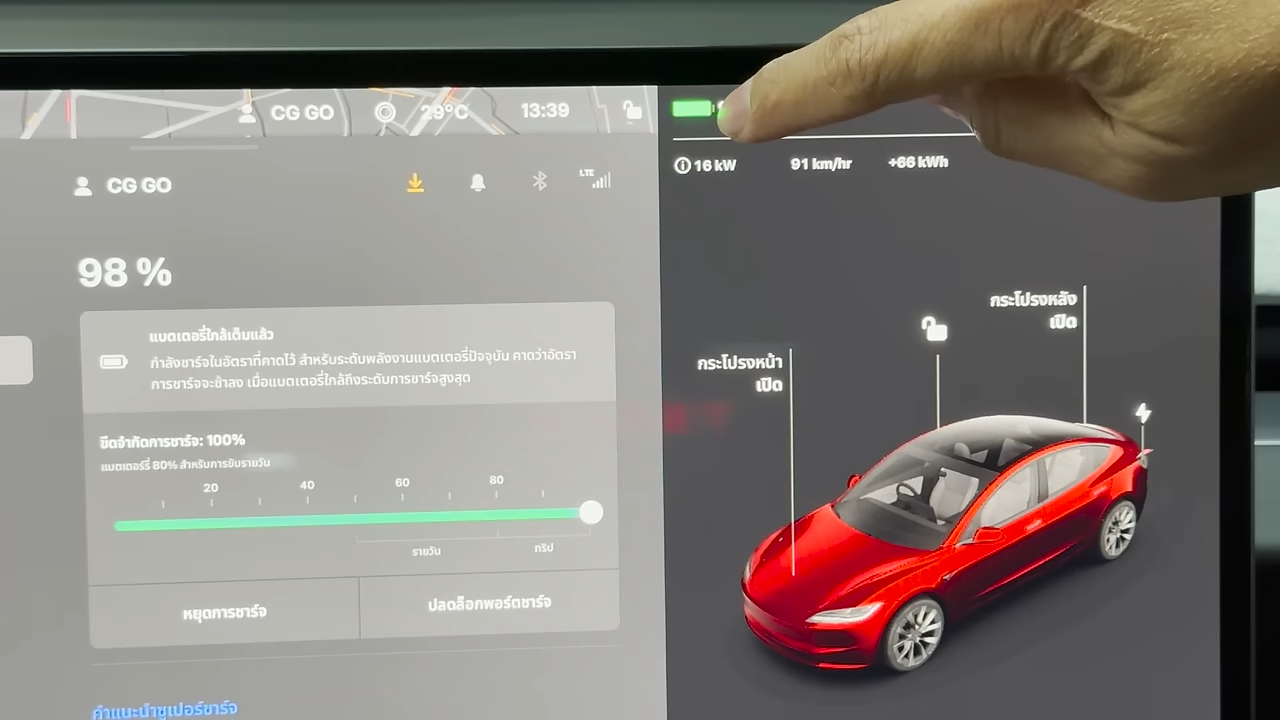 CG GO
29°C
13:39
CG GO
LTE
98 %
แบตเตอรี่ใกล้เต็มแล้ว
กำลังชาร์จในอัตราที่คาดไว้ สำหรับระดับพลังงานแบตเตอรี่ปัจจุบัน คาดว่าอัตรา
การชาร์จจะช้าลง เมื่อแบตเตอรี่ใกล้ถึงระดับการชาร์จสูงสุด
ขีดจำกัดการชาร์จ: 100%
แบตเตอร์รี่ 80% สำหรับการขับรายวัน
20 40 60 80
รายวัน ทริป
หยุดการชาร์จ
ปลดล็อกพอร์ตชาร์จ
คำแนะนำซูเปอร์ชาร์จ
16 kW 91 km/hr +66 kWh
กระโปรงหลัง
เปิด
กระโปรงหน้า
เปิด